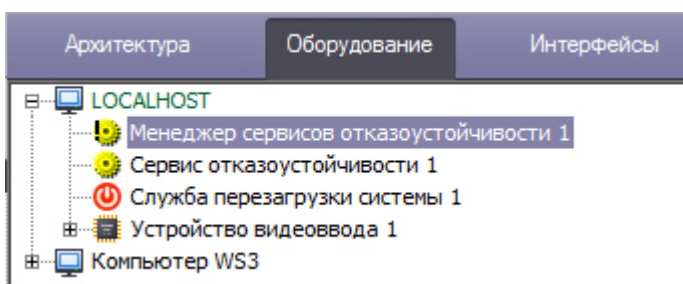 Архитектура Оборудование Интерфейсы
LOCALHOST
Менеджер сервисов отказоустойчивости 1
Сервис отказоустойчивости 1
Служба перезагрузки системы 1
Устройство видеоввода 1
Компьютер WS3